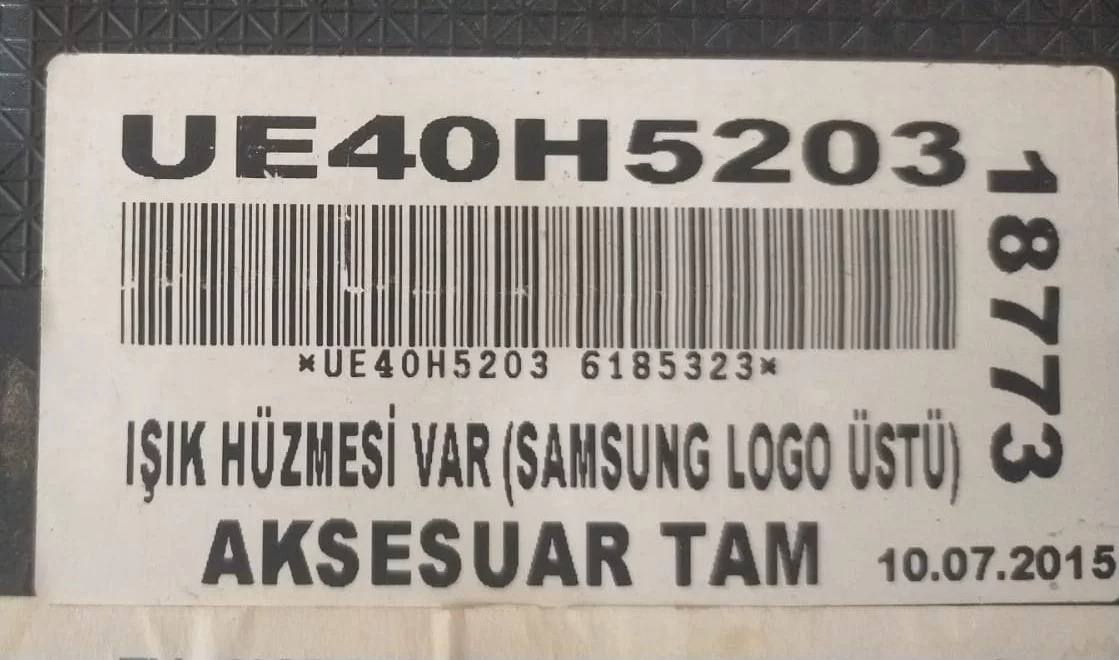 UE40H5203
18773
*UE40H5203 6185323*
IŞIK HÜZMESİ VAR (SAMSUNG LOGO ÜSTÜ)
AKSESUAR TAM
10.07.2015